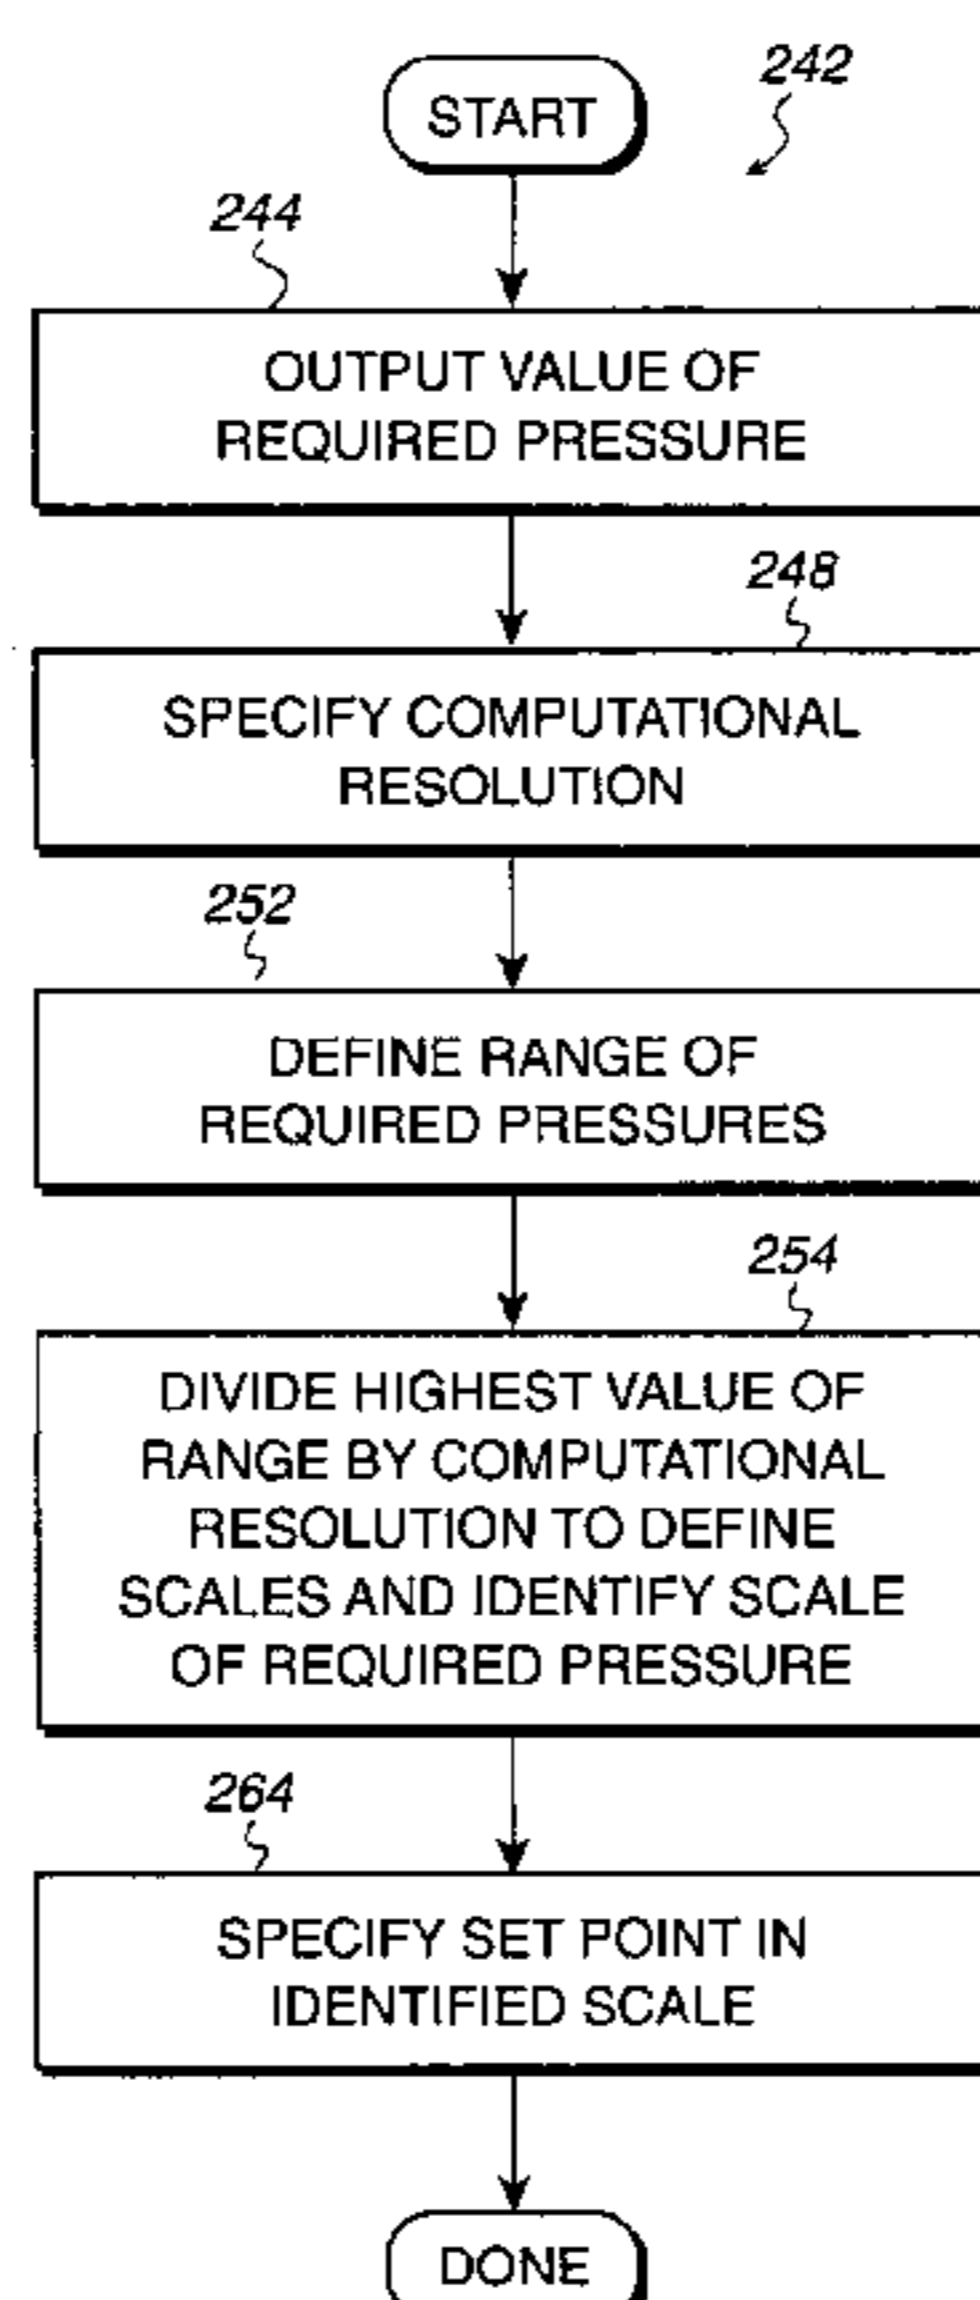 242
START
244
OUTPUT VALUE OF
REQUIRED PRESSURE
248
SPECIFY COMPUTATIONAL
RESOLUTION
252
DEFINE RANGE OF
REQUIRED PRESSURES
254
DIVIDE HIGHEST VALUE OF
RANGE BY COMPUTATIONAL
RESOLUTION TO DEFINE
SCALES AND IDENTIFY SCALE
OF REQUIRED PRESSURE
264
SPECIFY SET POINT IN
IDENTIFIED SCALE
DONE